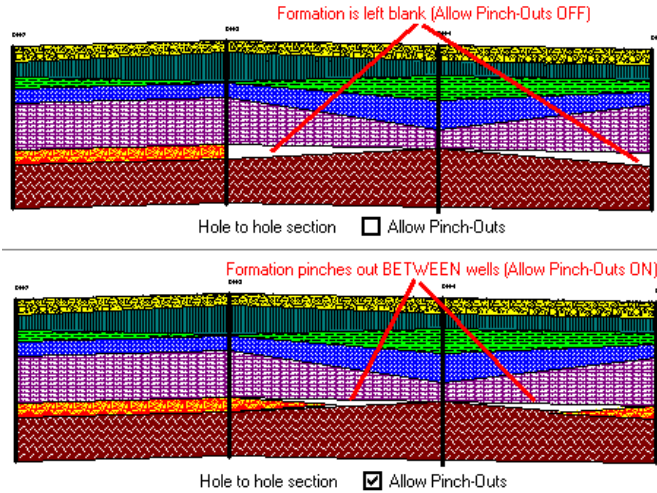 Formation is left blank (Allow Pinch-Outs OFF)
Hole to hole section Allow Pinch-Outs
Formation pinches out BETWEEN wells (Allow Pinch-Outs ON)
Hole to hole section Allow Pinch-Outs